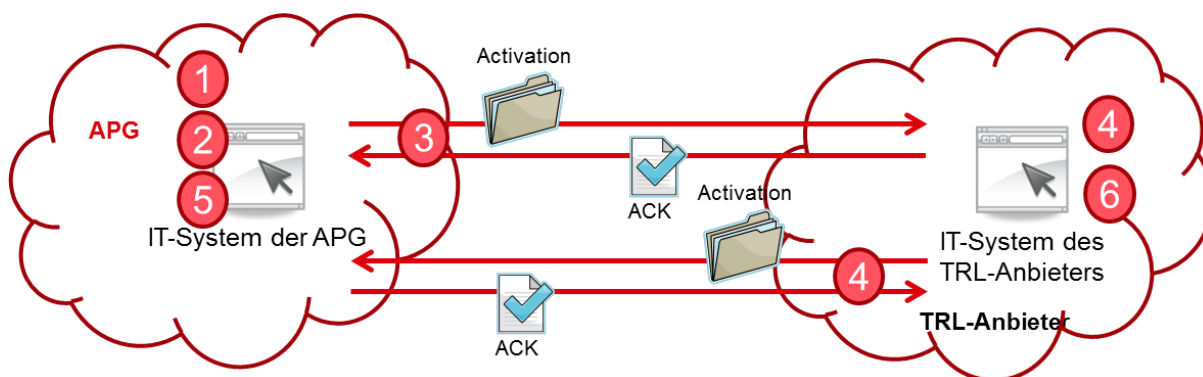 Activation
1
APG
2
3
4
5
ACK
Activation
6
IT-System der APG
IT-System des
TRL-Anbieters
4
TRL-Anbieter
ACK